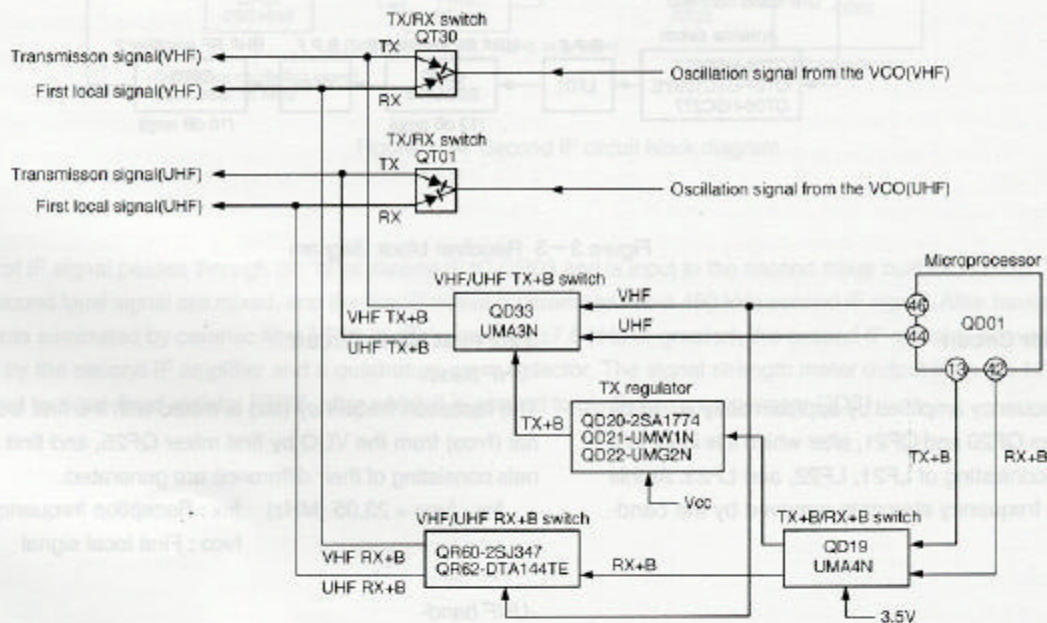 TX/RX switch
QT30
Transmisson signal(VHF)
TX
Oscillation signal from the VCO(VHF)
First local signal(VHF)
RX
TX/RX switch
QT01
Transmisson signal(UHF)
TX
Oscillation signal from the VCO(UHF)
First local signal(UHF)
RX
Microprocessor
QD01
44
13
42
VHF/UHF TX+B switch
QD33
UMA3N
VHF
UHF
VHF TX+B
UHF TX+B
TX+B
TX regulator
QD20-2SA1774
QD21-UMW1N
QD22-UMG2N
Vcc
TX+B
RX+B
VHF/UHF RX+B switch
QR60-2SJ347
QR62-DTA144TE
VHF RX+B
UHF RX+B
RX+B
TX+B/RX+B switch
QD19
UMA4N
3.5V